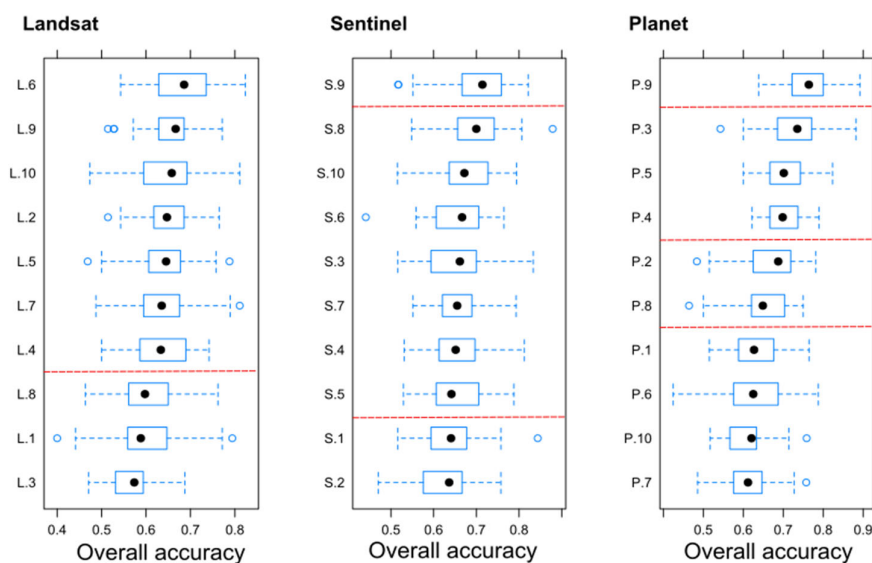 Landsat
L.6
L.9
L.10
L.2
L.5
L.7
L.4
L.8
L.1
L.3
0.4 0.5 0.6 0.7 0.8
Overall accuracy
Sentinel
S.9
S.8
S.10
S.6
S.3
S.7
S.4
S.5
S.1
S.2
0.5 0.6 0.7 0.8
Overall accuracy
Planet
P.9
P.3
P.5
P.4
P.2
P.8
P.1
P.6
P.10
P.7
0.5 0.6 0.7 0.8 0.9
Overall accuracy